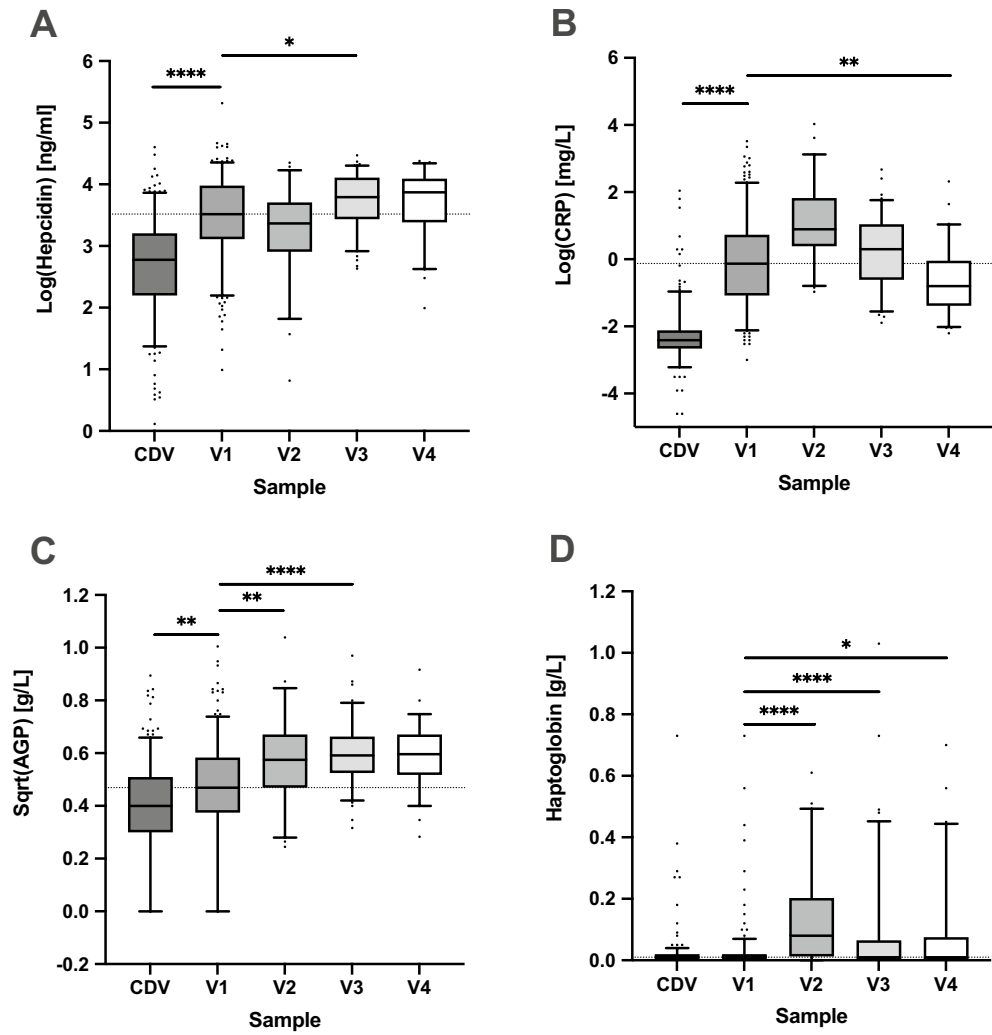 A
Log(Hepcidin) [ng/ml]
6
5
4
3
2
1
0
****
*
CDV V1 V2 V3 V4
Sample
B
Log(CRP) [mg/L]
6
4
2
0
-2
-4
****
**
CDV V1 V2 V3 V4
Sample
C
Sqrt(AGP) [g/L]
1.2
1.0
0.8
0.6
0.4
0.2
0.0
-0.2
****
**
**
CDV V1 V2 V3 V4
Sample
D
Haptoglobin [g/L]
1.2
1.0
0.8
0.6
0.4
0.2
0.0
*
****
****
CDV V1 V2 V3 V4
Sample